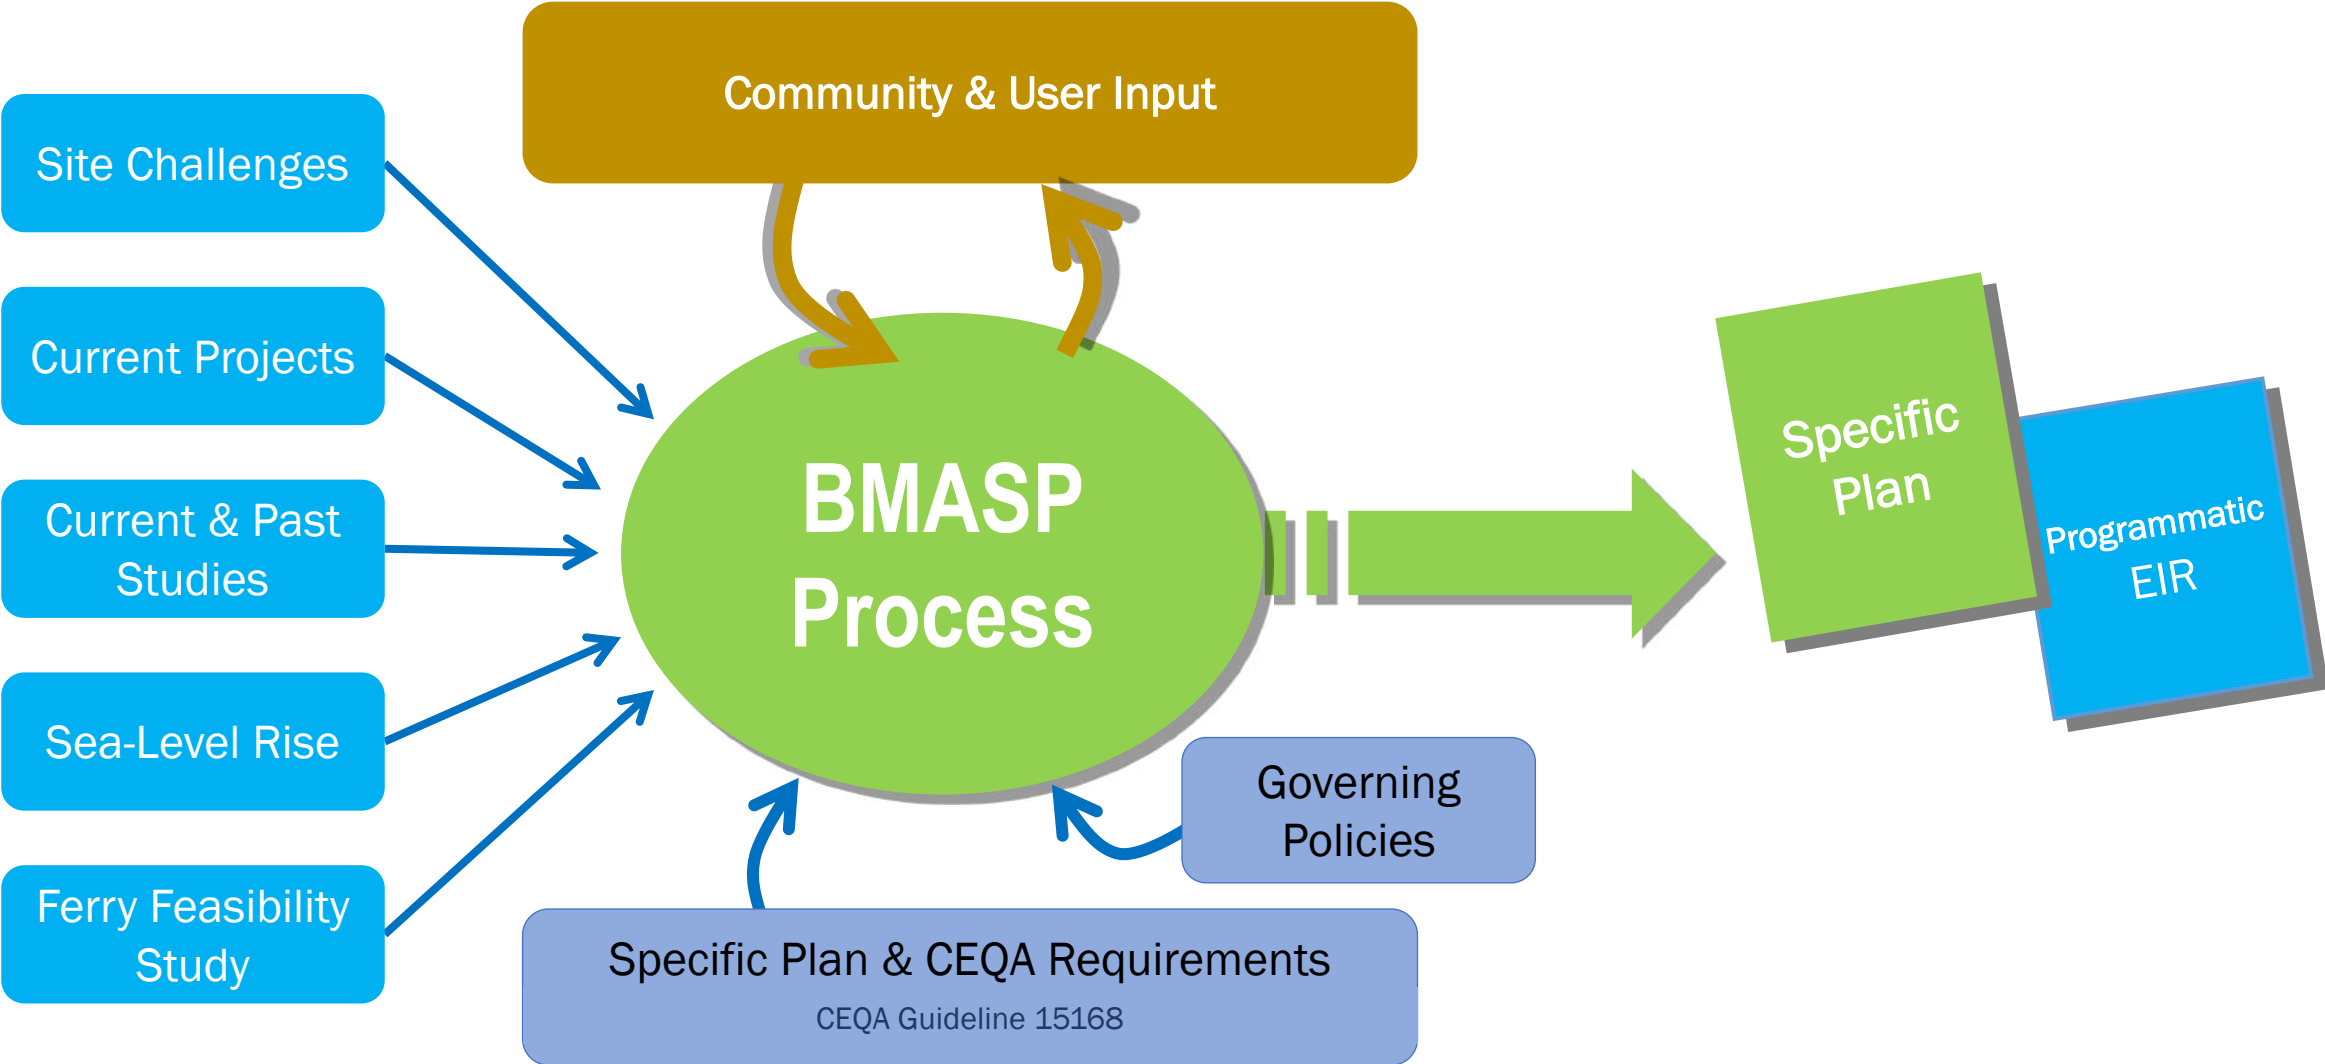 Community & User Input
Site Challenges
Current Projects
Current & Past
Studies
Sea-Level Rise
Ferry Feasibility
Study
BMASP
Process
Specific
Plan
Programmatic
EIR
Governing
Policies
Specific Plan & CEQA Requirements
CEQA Guideline 15168